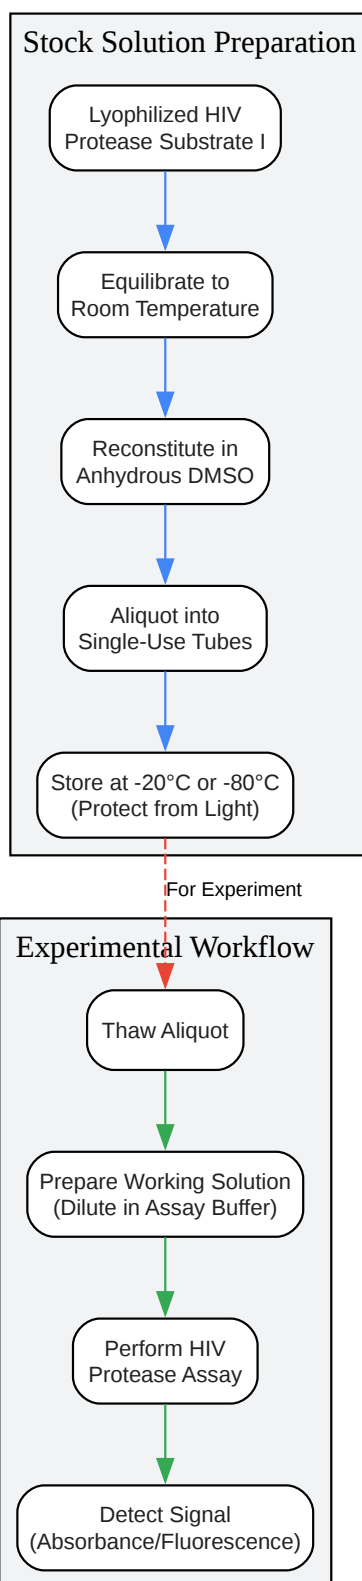 Stock Solution Preparation
Lyophilized HIV
Protease Substrate I
Equilibrate to
Room Temperature
Reconstitute in
Anhydrous DMSO
Aliquot into
Single-Use Tubes
Store at -20°C or -80°C
(Protect from Light)
For Experiment
Experimental Workflow
Thaw Aliquot
Prepare Working Solution
(Dilute in Assay Buffer)
Perform HIV
Protease Assay
Detect Signal
(Absorbance/Fluorescence)